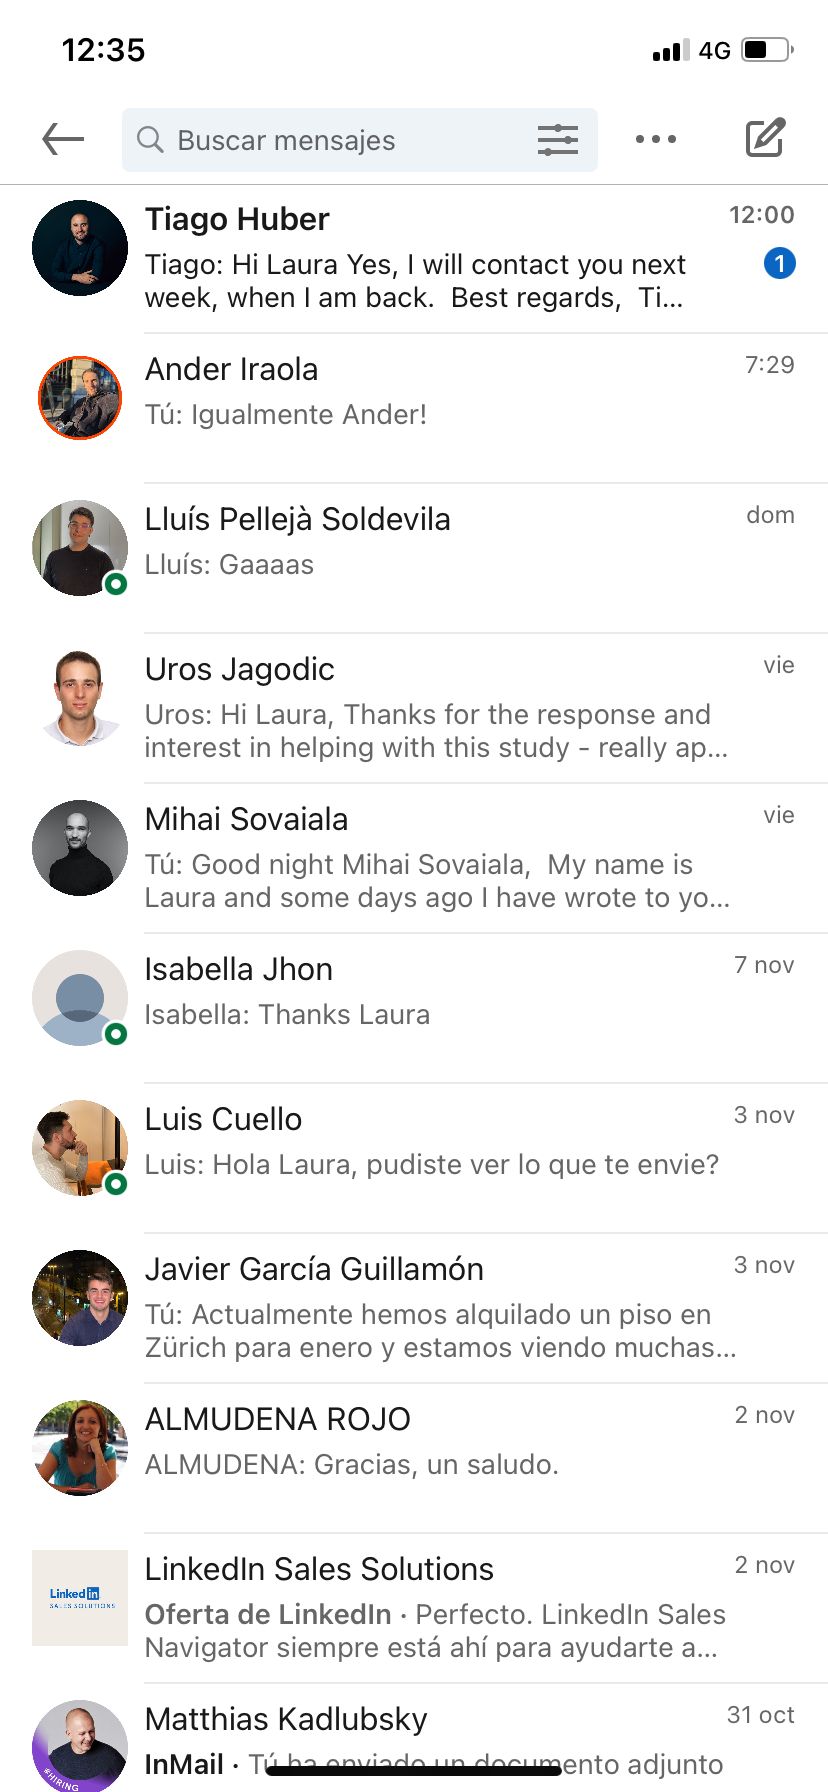 12:35
4G
Buscar mensajes
Tiago Huber
12:00
Tiago: Hi Laura Yes, I will contact you next
week, when I am back.  Best regards,  Ti...
1
Ander Iraola
7:29
Tú: Igualmente Ander!
Lluís Pellejà Soldevila
dom
Lluís: Gaaaas
Uros Jagodic
vie
Uros: Hi Laura, Thanks for the response and
interest in helping with this study - really ap...
Mihai Sovaiala
vie
Tú: Good night Mihai Sovaiala,  My name is
Laura and some days ago I have wrote to yo...
Isabella Jhon
7 nov
Isabella: Thanks Laura
Luis Cuello
3 nov
Luis: Hola Laura, pudiste ver lo que te envie?
Javier García Guillamón
3 nov
Tú: Actualmente hemos alquilado un piso en
Zürich para enero y estamos viendo muchas...
ALMUDENA ROJO
2 nov
ALMUDENA: Gracias, un saludo.
Linked in
SALES SOLUTIONS
LinkedIn Sales Solutions
2 nov
Oferta de LinkedIn · Perfecto. LinkedIn Sales
Navigator siempre está ahí para ayudarte a...
Matthias Kadlubsky
31 oct
InMail · Tú ha enviado un documento adjunto
#HIRING